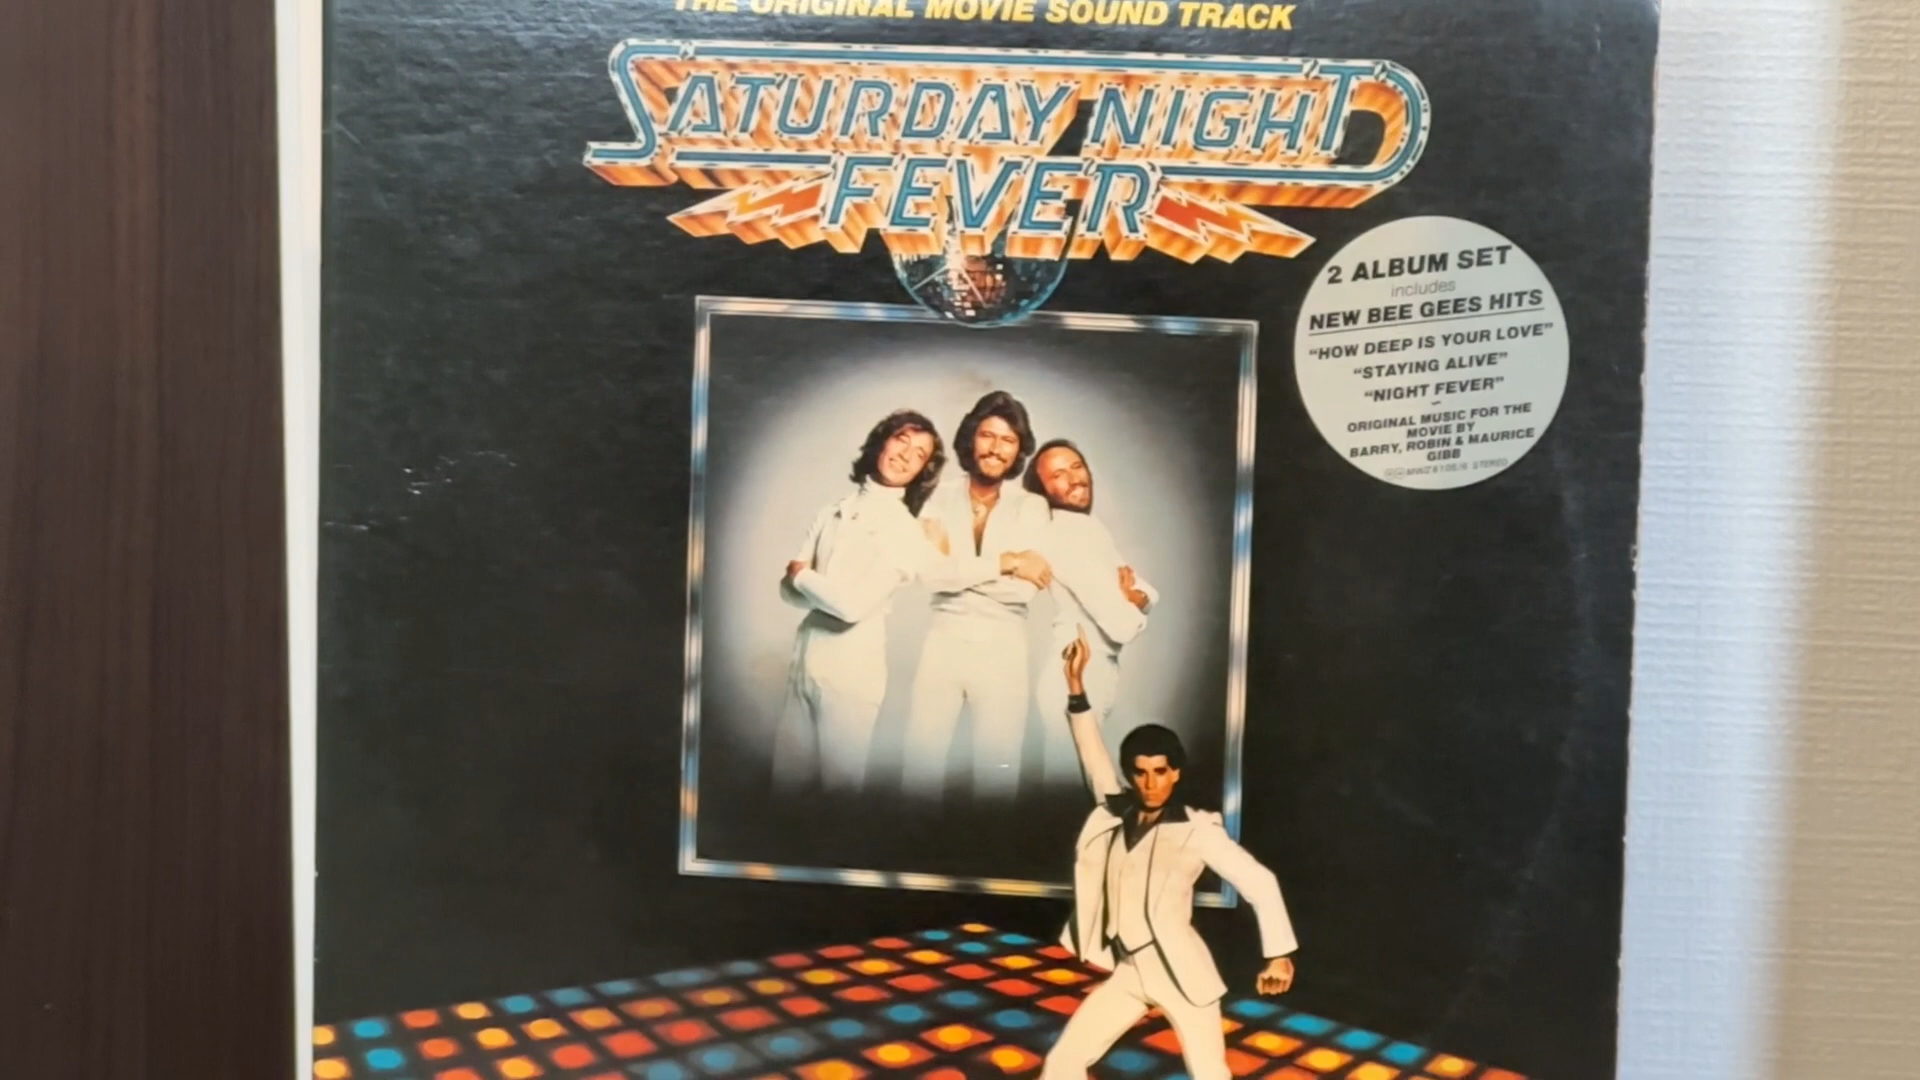 THE ORIGINAL MOVIE SOUND TRACK
SATURDAY NIGHT
FEVER
2 ALBUM SET
includes
NEW BEE GEES HITS
"HOW DEEP IS YOUR LOVE"
"STAYING ALIVE"
"NIGHT FEVER"
ORIGINAL MUSIC FOR THE
MOVIE BY
BARRY, ROBIN & MAURICE
GIBB
STEREO